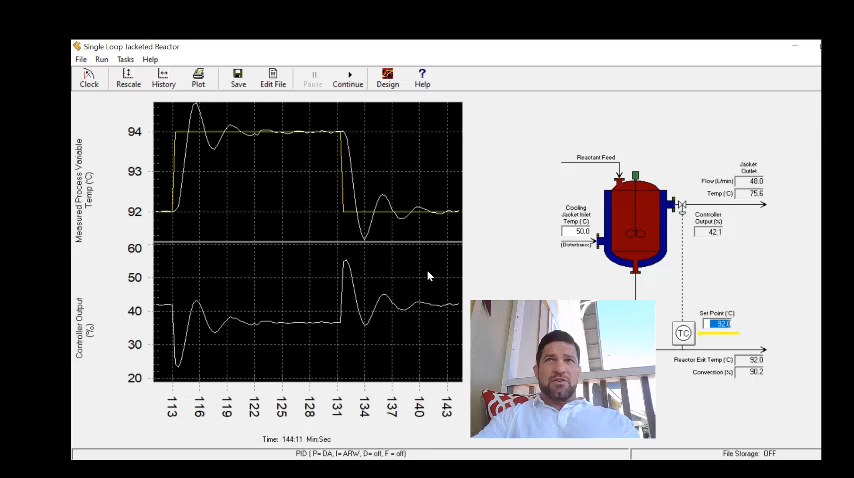 Single Loop Jacketed Reactor
File Run Tasks Help
Clock Rescale History Plot Save Edit File Pause Continue Design Help
Measured Process Variable
Temp (°C)
94
93
92
Controller Output
(%)
60
50
40
30
20
113 116 119 122 125 128 131 134 137 140 143
Time: 144:11 Min:Sec
Reactant Feed
Jacket
Outlet
Flow (L/min) 48.0
Temp (°C) 75.6
Cooling
Jacket Inlet
Temp (°C)
50.0
(Disturbance)
Controller
Output (%)
42.1
Set Point (°C)
92.0
TC
Reactor Exit Temp (°C) 92.0
Conversion (%) 90.2
PID ( P= DA, I= ARW, D= off, F = off)
File Storage: OFF